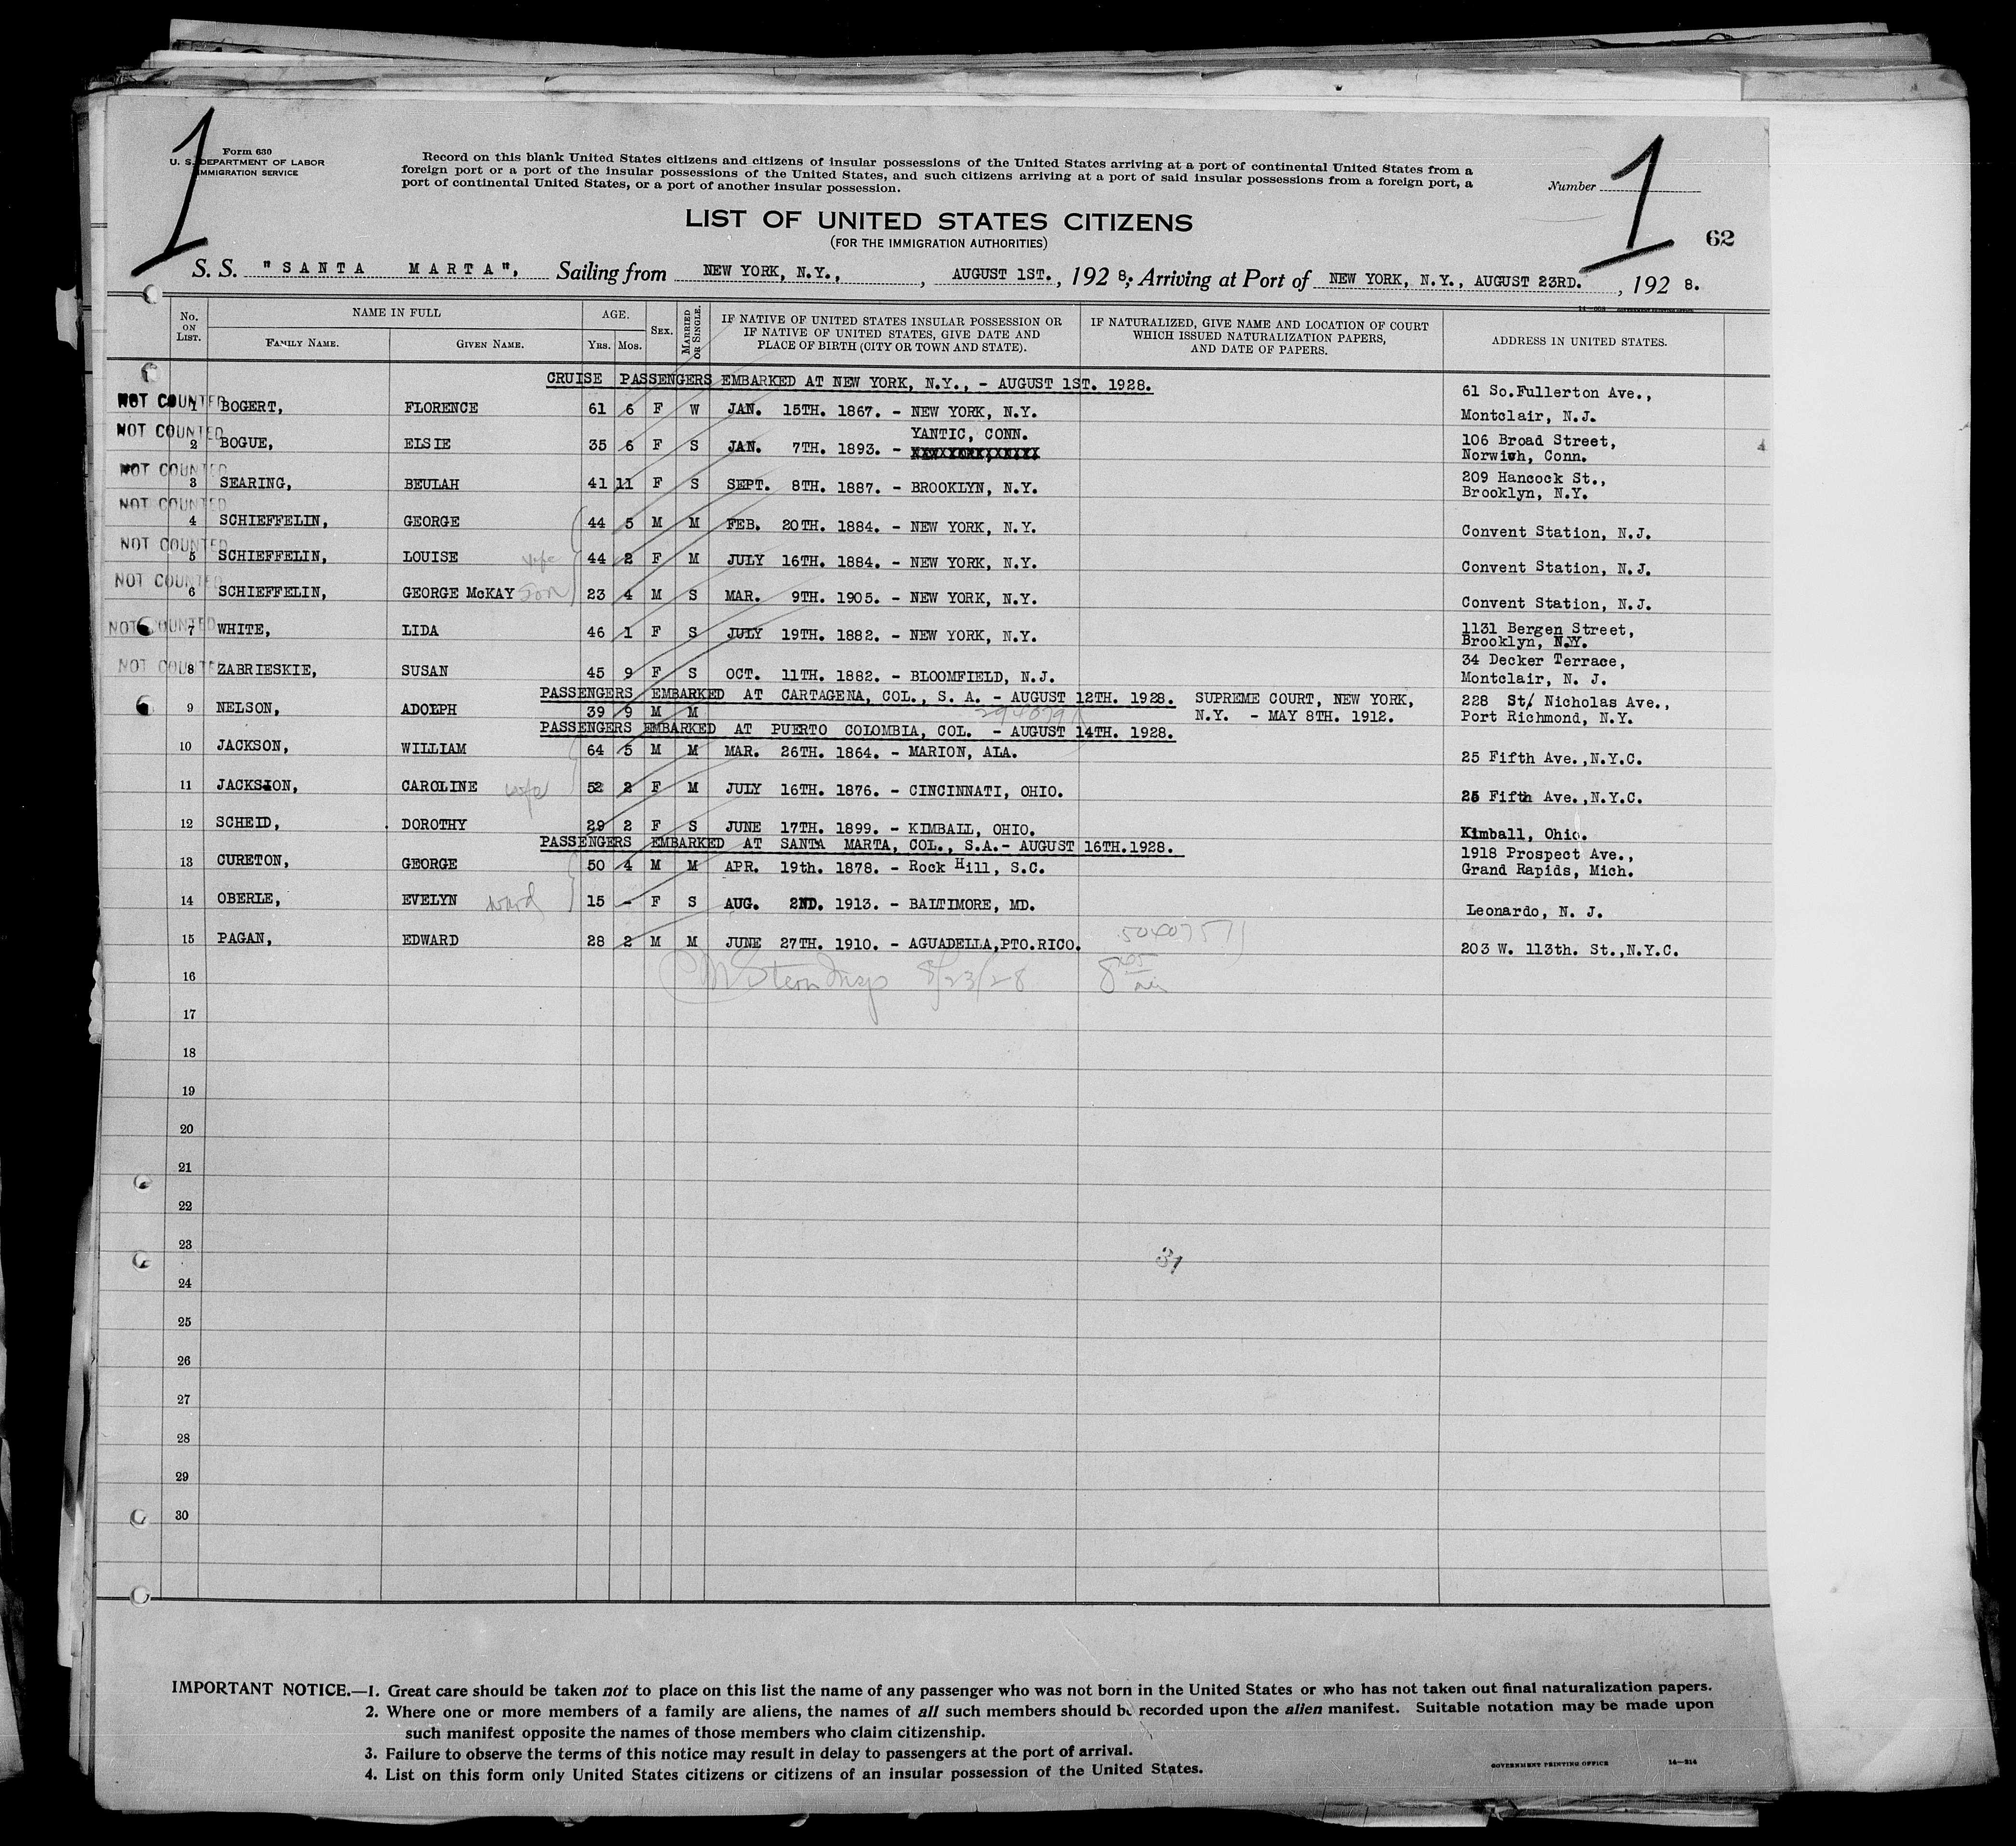 1
1
Form 630
U. S. DEPARTMENT OF LABOR
IMMIGRATION SERVICE
Record on this blank United States citizens and citizens of insular possessions of the United States arriving at a port of continental United States from a
foreign port or a port of the insular possessions of the United States, and such citizens arriving at a port of said insular possessions from a foreign port, a
port of continental United States, or a port of another insular possession.
Number
LIST OF UNITED STATES CITIZENS
(FOR THE IMMIGRATION AUTHORITIES)
62
S. S. "SANTA MARTA", Sailing from NEW YORK, N.Y., , AUGUST 1ST. , 192 8, Arriving at Port of NEW YORK, N.Y., AUGUST 23RD. , 192 8.
No. ON LIST. NAME IN FULL FAMILY NAME. GIVEN NAME. AGE. YRS. MOS. SEX. MARRIED OR SINGLE. IF NATIVE OF UNITED STATES INSULAR POSSESSION OR IF NATIVE OF UNITED STATES, GIVE DATE AND PLACE OF BIRTH (CITY OR TOWN AND STATE). IF NATURALIZED, GIVE NAME AND LOCATION OF COURT WHICH ISSUED NATURALIZATION PAPERS, AND DATE OF PAPERS. ADDRESS IN UNITED STATES.
CRUISE PASSENGERS EMBARKED AT NEW YORK, N.Y., - AUGUST 1ST. 1928.
NOT COUNTED 1 BOGERT, FLORENCE 61 6 F W JAN. 15TH. 1867. - NEW YORK, N.Y. 61 So.Fullerton Ave., Montclair, N.J.
NOT COUNTED 2 BOGUE, ELSIE 35 6 F S JAN. 7TH. 1893. - YANTIC, CONN. 106 Broad Street, Norwich, Conn.
NOT COUNTED 3 SEARING, BEULAH 41 11 F S SEPT. 8TH. 1887. - BROOKLYN, N.Y. 209 Hancock St., Brooklyn, N.Y.
NOT COUNTED 4 SCHIEFFELIN, GEORGE 44 5 M M FEB. 20TH. 1884. - NEW YORK, N.Y. Convent Station, N.J.
NOT COUNTED 5 SCHIEFFELIN, LOUISE wife 44 2 F M JULY 16TH. 1884. - NEW YORK, N.Y. Convent Station, N.J.
NOT COUNTED 6 SCHIEFFELIN, GEORGE McKAY son 23 4 M S MAR. 9TH. 1905. - NEW YORK, N.Y. Convent Station, N.J.
NOT COUNTED 7 WHITE, LIDA 46 1 F S JULY 19TH. 1882. - NEW YORK, N.Y. 1131 Bergen Street, Brooklyn, N.Y.
NOT COUNTED 8 ZABRIESKIE, SUSAN 45 9 F S OCT. 11TH. 1882. - BLOOMFIELD, N.J. 34 Decker Terrace, Montclair, N. J.
PASSENGERS EMBARKED AT CARTAGENA, COL., S. A. - AUGUST 12TH. 1928.
9 NELSON, ADOLPH 39 9 M M SUPREME COURT, NEW YORK, N.Y. - MAY 8TH. 1912. 228 St/ Nicholas Ave., Port Richmond, N.Y.
PASSENGERS EMBARKED AT PUERTO COLOMBIA, COL. - AUGUST 14TH. 1928.
10 JACKSON, WILLIAM 64 5 M M MAR. 26TH. 1864. - MARION, ALA. 25 Fifth Ave.,N.Y.C.
11 JACKSION, CAROLINE wife 52 2 F M JULY 16TH. 1876. - CINCINNATI, OHIO. 25 Fifth Ave.,N.Y.C.
12 SCHEID, DOROTHY 29 2 F S JUNE 17TH. 1899. - KIMBALL, OHIO. Kimball, Ohio.
PASSENGERS EMBARKED AT SANTA MARTA, COL., S.A.- AUGUST 16TH.1928.
13 CURETON, GEORGE 50 4 M M APR. 19th. 1878. - Rock Hill, S.C. 1918 Prospect Ave., Grand Rapids, Mich.
14 OBERLE, EVELYN ward 15 - F S AUG. 2ND. 1913. - BALTIMORE, MD. Leonardo, N. J.
15 PAGAN, EDWARD 28 2 M M JUNE 27TH. 1910. - AGUADELLA,PTO.RICO. 203 W. 113th. St.,N.Y.C.
16 Stern Insp 8/23/28
17
18
19
20
21
22
23
31
24
25
26
27
28
29
30
IMPORTANT NOTICE.—1. Great care should be taken not to place on this list the name of any passenger who was not born in the United States or who has not taken out final naturalization papers.
2. Where one or more members of a family are aliens, the names of all such members should be recorded upon the alien manifest. Suitable notation may be made upon
such manifest opposite the names of those members who claim citizenship.
3. Failure to observe the terms of this notice may result in delay to passengers at the port of arrival.
4. List on this form only United States citizens or citizens of an insular possession of the United States.
GOVERNMENT PRINTING OFFICE 14—214